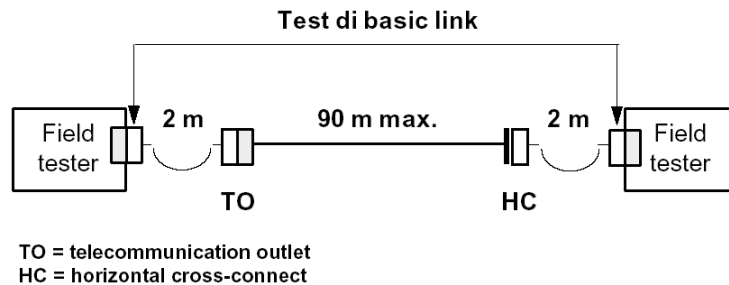 Test di basic link
Field tester
2 m
90 m max.
2 m
Field tester
TO
HC
TO = telecommunication outlet
HC = horizontal cross-connect